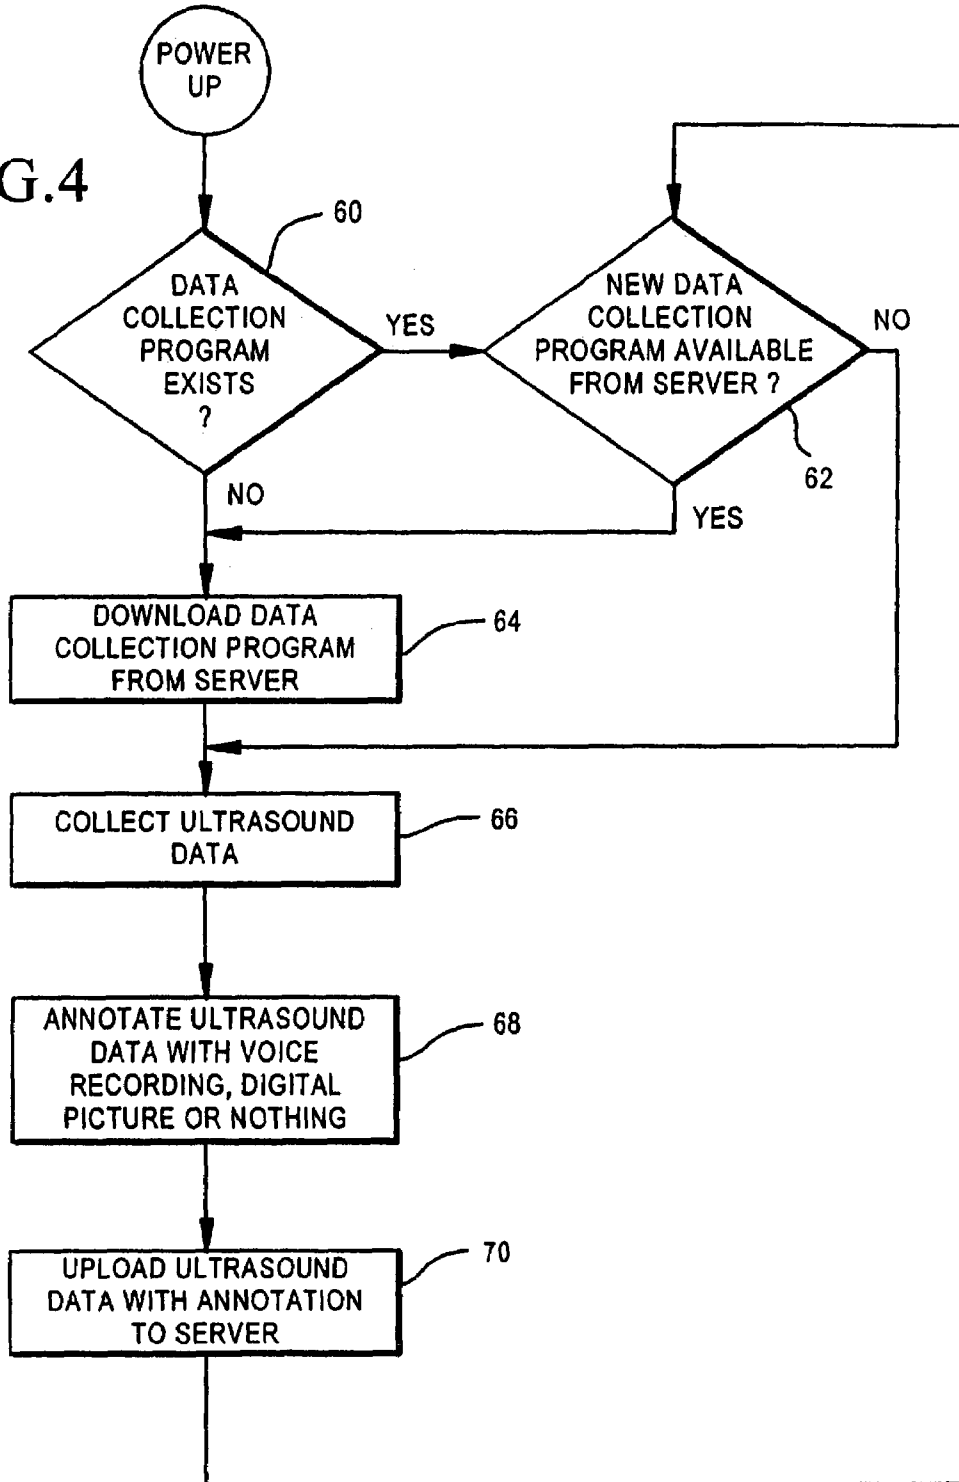 POWER
UP
G.4
60
DATA
COLLECTION
PROGRAM
EXISTS
?
YES
NEW DATA
COLLECTION
PROGRAM AVAILABLE
FROM SERVER ?
NO
62
NO
YES
DOWNLOAD DATA
COLLECTION PROGRAM
FROM SERVER
64
COLLECT ULTRASOUND
DATA
66
ANNOTATE ULTRASOUND
DATA WITH VOICE
RECORDING, DIGITAL
PICTURE OR NOTHING
68
UPLOAD ULTRASOUND
DATA WITH ANNOTATION
TO SERVER
70